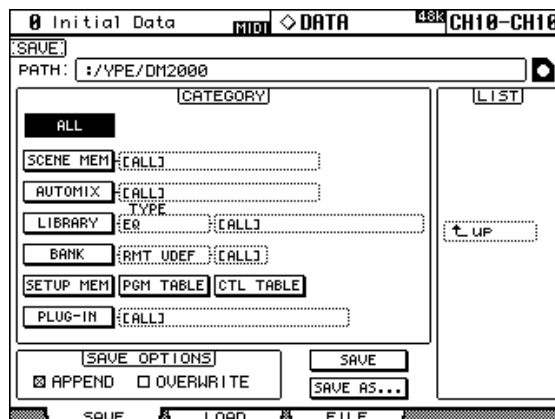 0 Initial Data MIDI ◇DATA 48k CH10-CH10
SAVE
PATH: :/YPE/DM2000
CATEGORY LIST
ALL
SCENE MEM [ALL]
AUTOMIX [ALL]
TYPE
LIBRARY EQ [ALL]
UP
BANK RMT UDEF [ALL]
SETUP MEM PGM TABLE CTL TABLE
PLUG-IN [ALL]
SAVE OPTIONS SAVE
APPEND OVERWRITE SAVE AS...
SAVE LOAD FILE